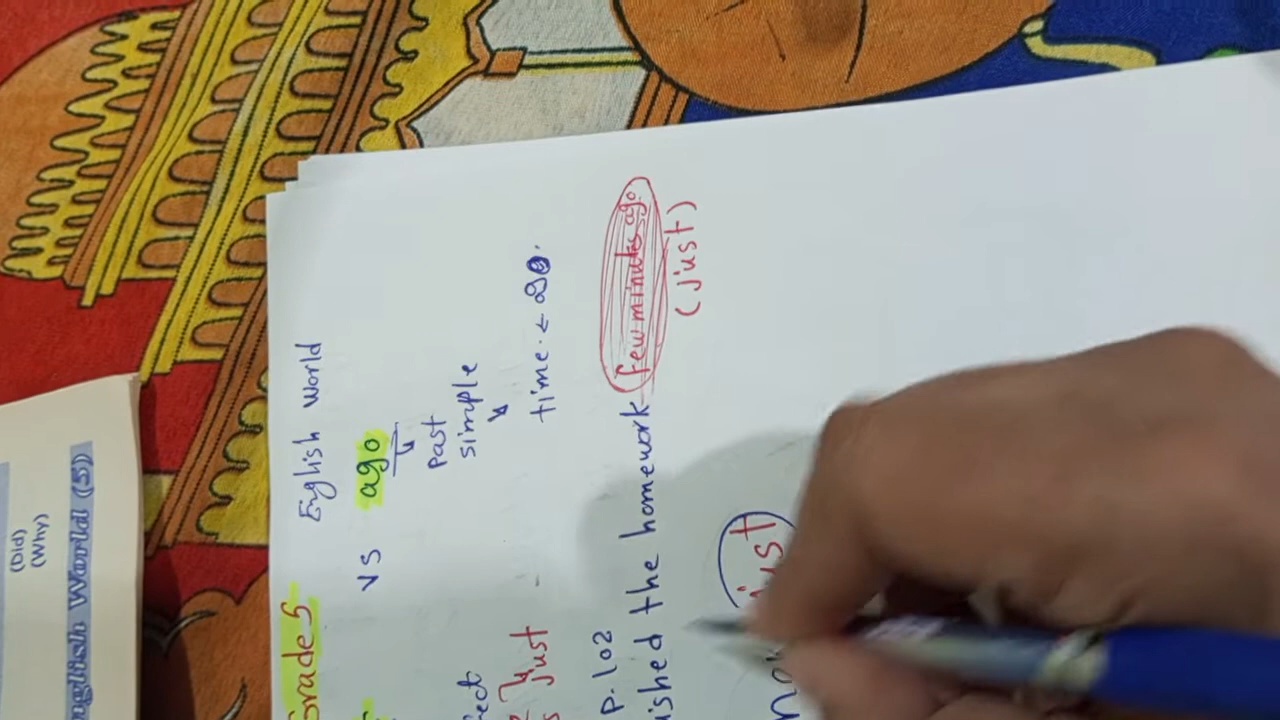 Grade 5 English World
vs ago
Past
simple
just
time. ← ago.
P. 102
ished the homework few minutes ago.
(just)
just
(Did)
(Why)
English World (5)